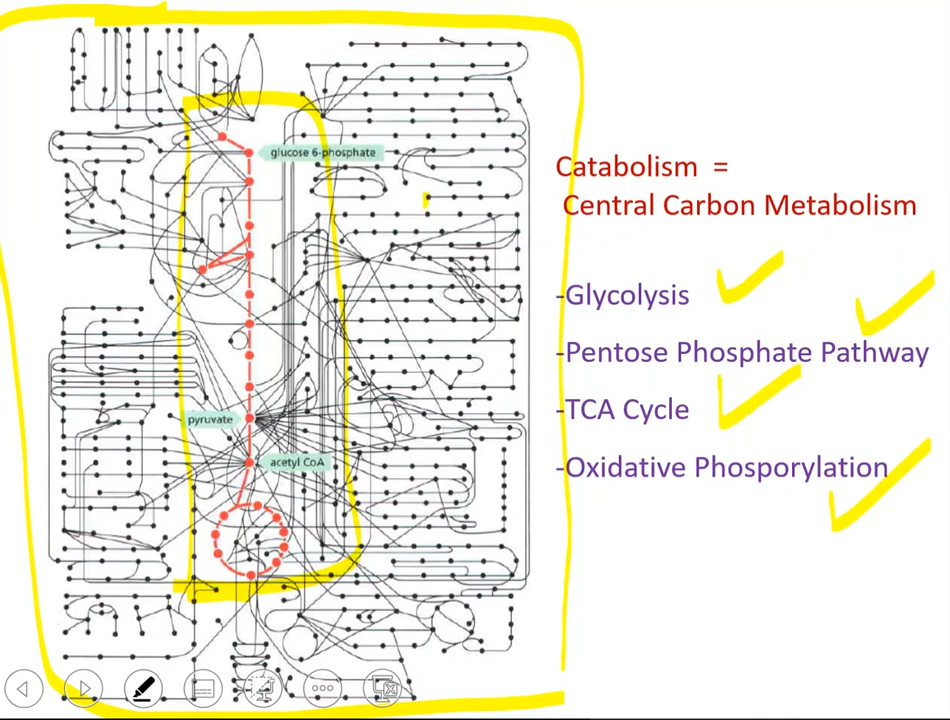 glucose 6-phosphate
pyruvate
acetyl CoA
Catabolism =
Central Carbon Metabolism
-Glycolysis
-Pentose Phosphate Pathway
-TCA Cycle
-Oxidative Phosporylation